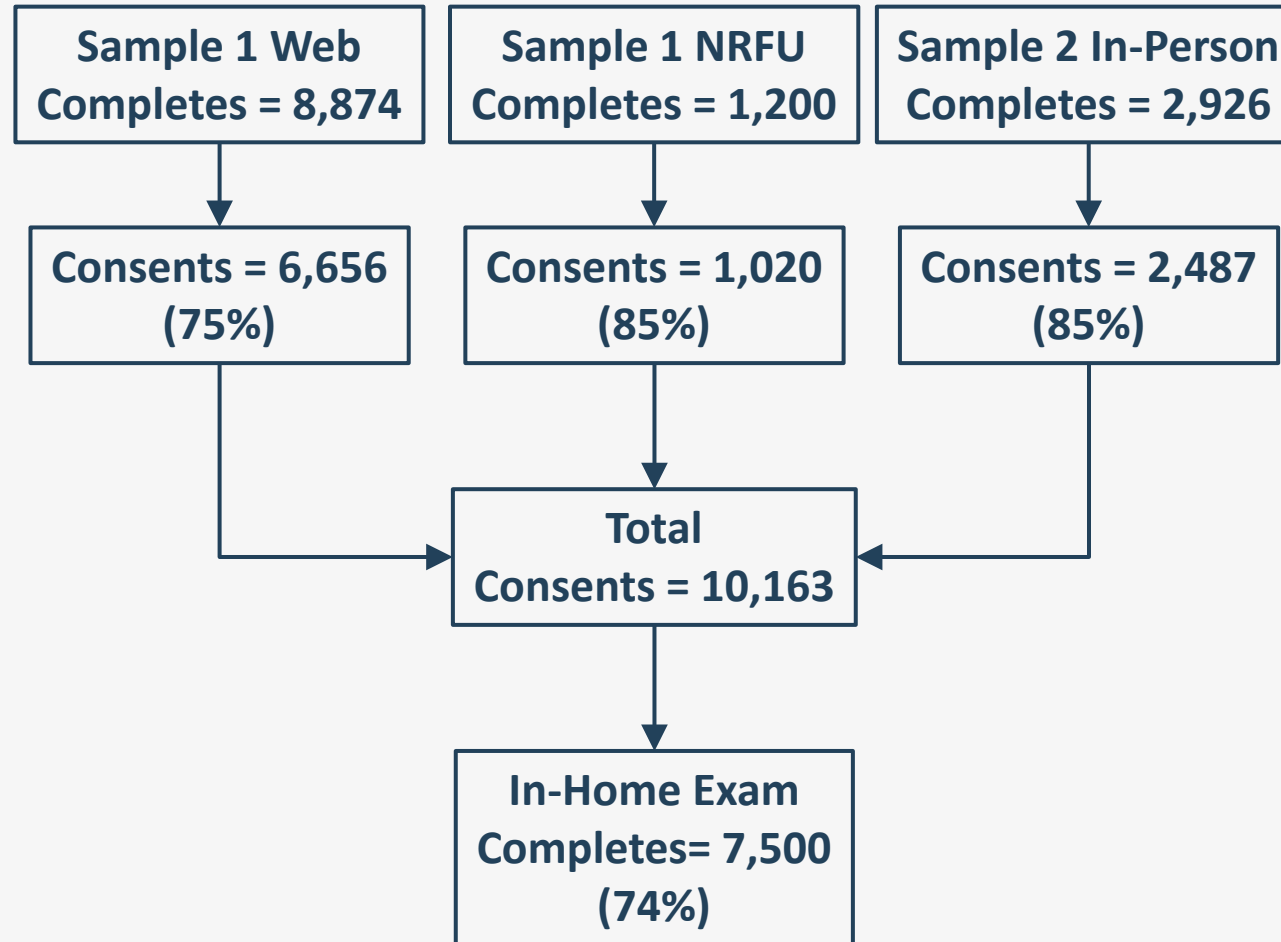 Sample 1 Web
Completes = 8,874
Sample 1 NRFU
Completes = 1,200
Sample 2 In-Person
Completes = 2,926
Consents = 6,656
(75%)
Consents = 1,020
(85%)
Consents = 2,487
(85%)
Total
Consents = 10,163
In-Home Exam
Completes= 7,500
(74%)